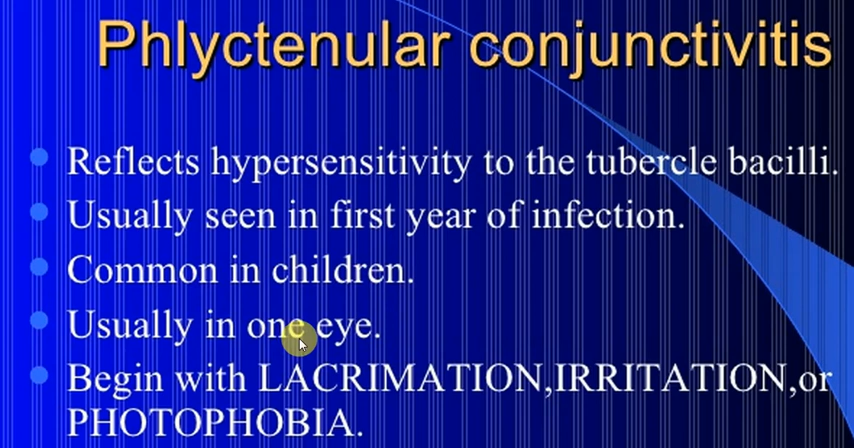 Phlyctenular conjunctivitis
Reflects hypersensitivity to the tubercle bacilli.
Usually seen in first year of infection.
Common in children.
Usually in one eye.
Begin with LACRIMATION,IRRITATION,or
PHOTOPHOBIA.